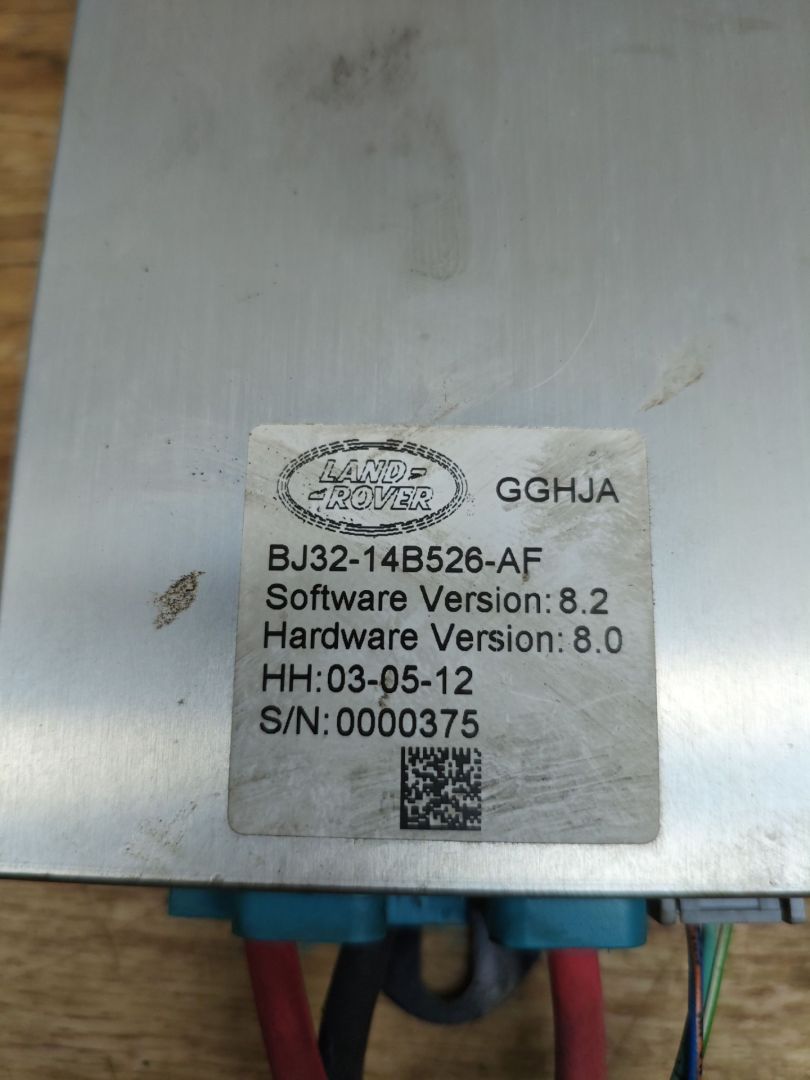 LAND-
-ROVER
GGHJA
BJ32-14B526-AF
Software Version: 8.2
Hardware Version: 8.0
HH: 03-05-12
S/N: 0000375